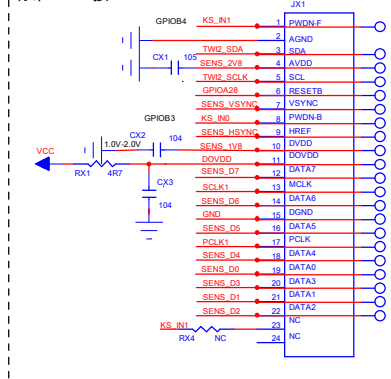 JX1
GPIOB4 KS_IN1 1 PWDN-F
2 AGND
TWI2_SDA 3 SDA
CX1 105 SENS_2V8 4 AVDD
TWI2_SCLK 5 SCL
GPIOA28 6 RESETB
SENS_VSYNC 7 VSYNC
GPIOB3 KS_IN0 8 PWDN-B
1.0V-2.0V CX2 104 SENS_HSYNC 9 HREF
SENS_1V8 10 DVDD
VCC DOVDD 11 DOVDD
RX1 4R7 SENS_D7 12 DATA7
CX3 SCLK1 13 MCLK
104 SENS_D6 14 DATA6
GND 15 DGND
SENS_D5 16 DATA5
PCLK1 17 PCLK
SENS_D4 18 DATA4
SENS_D0 19 DATA0
SENS_D3 20 DATA3
SENS_D1 21 DATA1
SENS_D2 22 DATA2
KS_IN1 23 NC
RX4 NC 24 NC